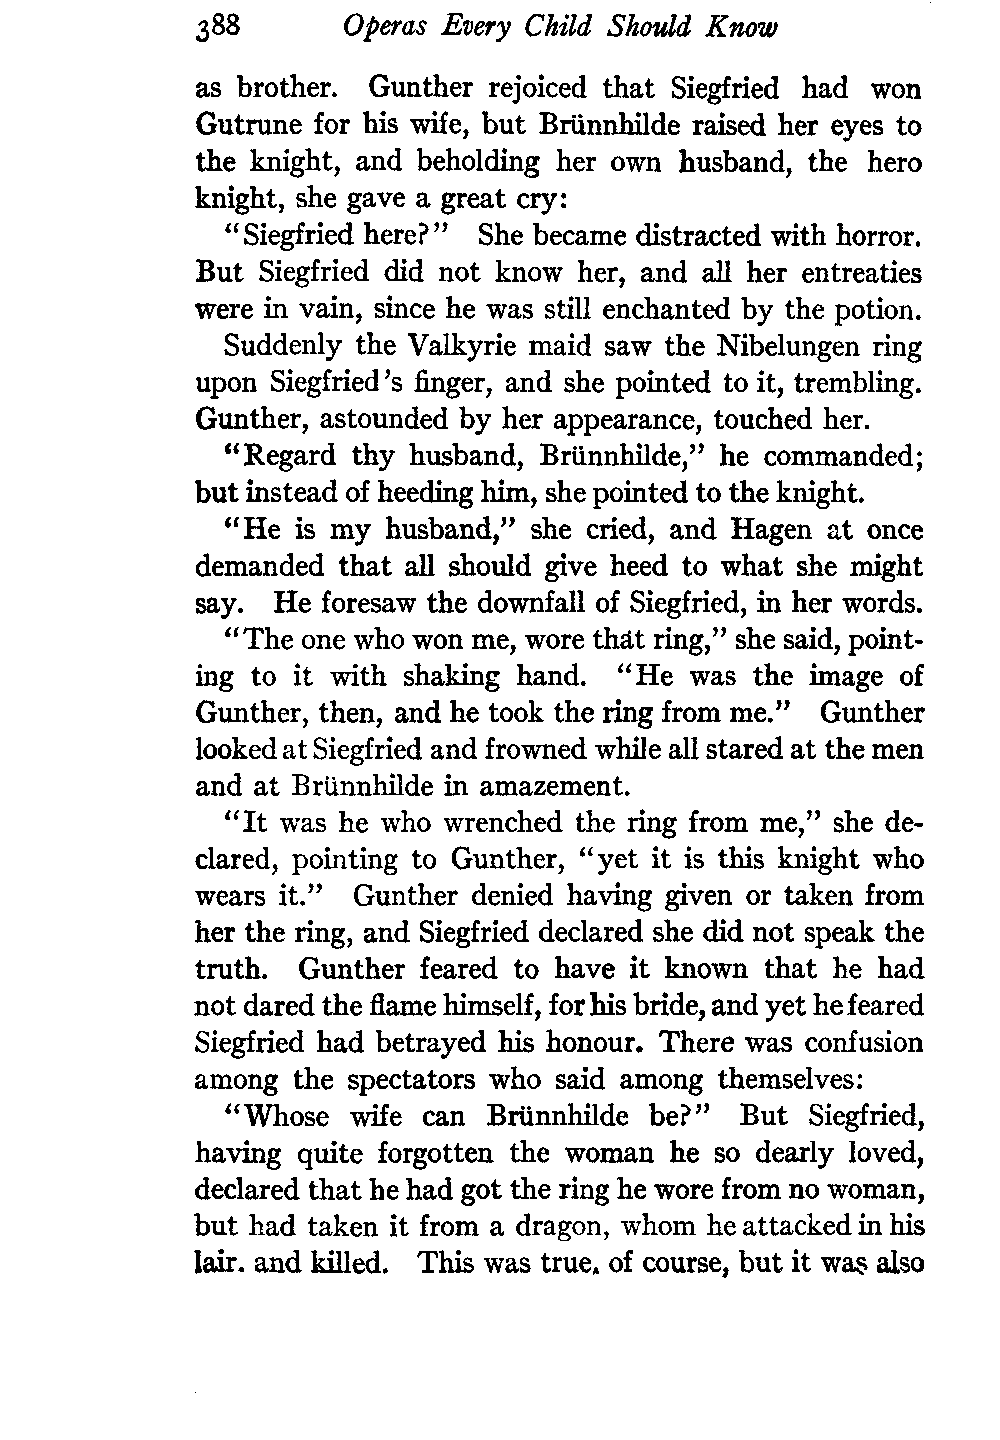 388 Operas Every Child Should Know
as brother. Gunther rejoiced that Siegfried had won
Gutrune for his wife, but Brünnhilde raised her eyes to
the knight, and beholding her own husband, the hero
knight, she gave a great cry:
"Siegfried here?" She became distracted with horror.
But Siegfried did not know her, and all her entreaties
were in vain, since he was still enchanted by the potion.
Suddenly the Valkyrie maid saw the Nibelungen ring
upon Siegfried's finger, and she pointed to it, trembling.
Gunther, astounded by her appearance, touched her.
"Regard thy husband, Brünnhilde," he commanded;
but instead of heeding him, she pointed to the knight.
"He is my husband," she cried, and Hagen at once
demanded that all should give heed to what she might
say. He foresaw the downfall of Siegfried, in her words.
"The one who won me, wore that ring," she said, point-
ing to it with shaking hand. "He was the image of
Gunther, then, and he took the ring from me." Gunther
looked at Siegfried and frowned while all stared at the men
and at Brünnhilde in amazement.
"It was he who wrenched the ring from me," she de-
clared, pointing to Gunther, "yet it is this knight who
wears it." Gunther denied having given or taken from
her the ring, and Siegfried declared she did not speak the
truth. Gunther feared to have it known that he had
not dared the flame himself, for his bride, and yet he feared
Siegfried had betrayed his honour. There was confusion
among the spectators who said among themselves:
"Whose wife can Brünnhilde be?" But Siegfried,
having quite forgotten the woman he so dearly loved,
declared that he had got the ring he wore from no woman,
but had taken it from a dragon, whom he attacked in his
lair. and killed. This was true. of course, but it was also